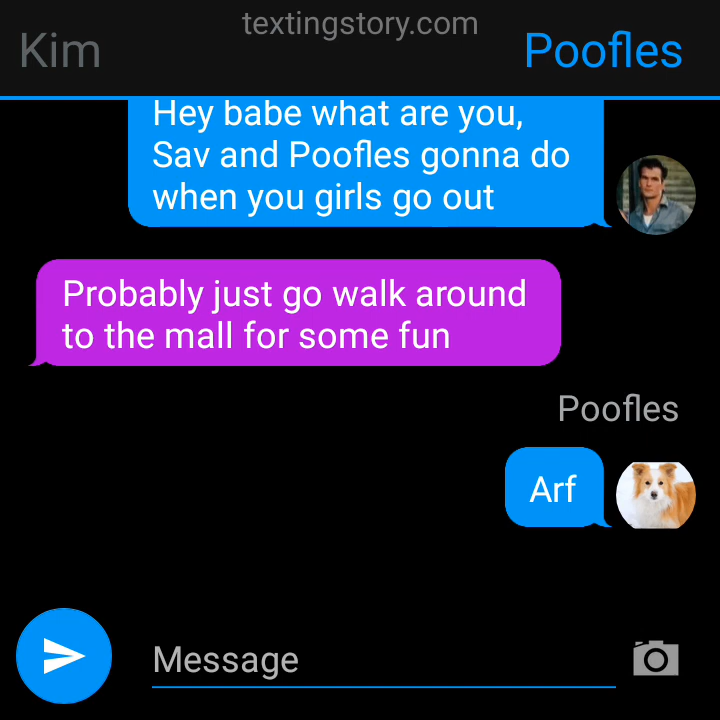 textingstory.com
Kim
Poofles
Hey babe what are you,
Sav and Poofles gonna do
when you girls go out
Probably just go walk around
to the mall for some fun
Poofles
Arf
Message